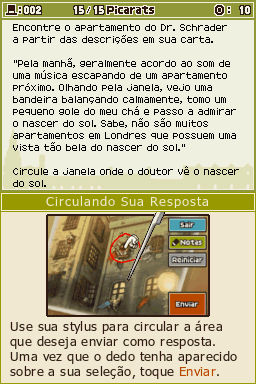 :002 15/15 Picarats : 10
Encontre o apartamento do Dr. Schrader
a partir das descrições em sua carta.
"Pela manhã, geralmente acordo ao som de
uma música escapando de um apartamento
próximo. Olhando pela janela, vejo uma
bandeira balançando calmamente, tomo um
pequeno gole do meu chá e passo a admirar
o nascer do sol. Sabe, não são muitos
apartamentos em Londres que possuem uma
vista tão bela do nascer do sol."
Circule a janela onde o doutor vê o nascer
do sol.
Circulando Sua Resposta
Sair
Notas
Reiniciar
Enviar
Use sua stylus para circular a área
que deseja enviar como resposta.
Uma vez que o dedo tenha aparecido
sobre a sua seleção, toque Enviar.